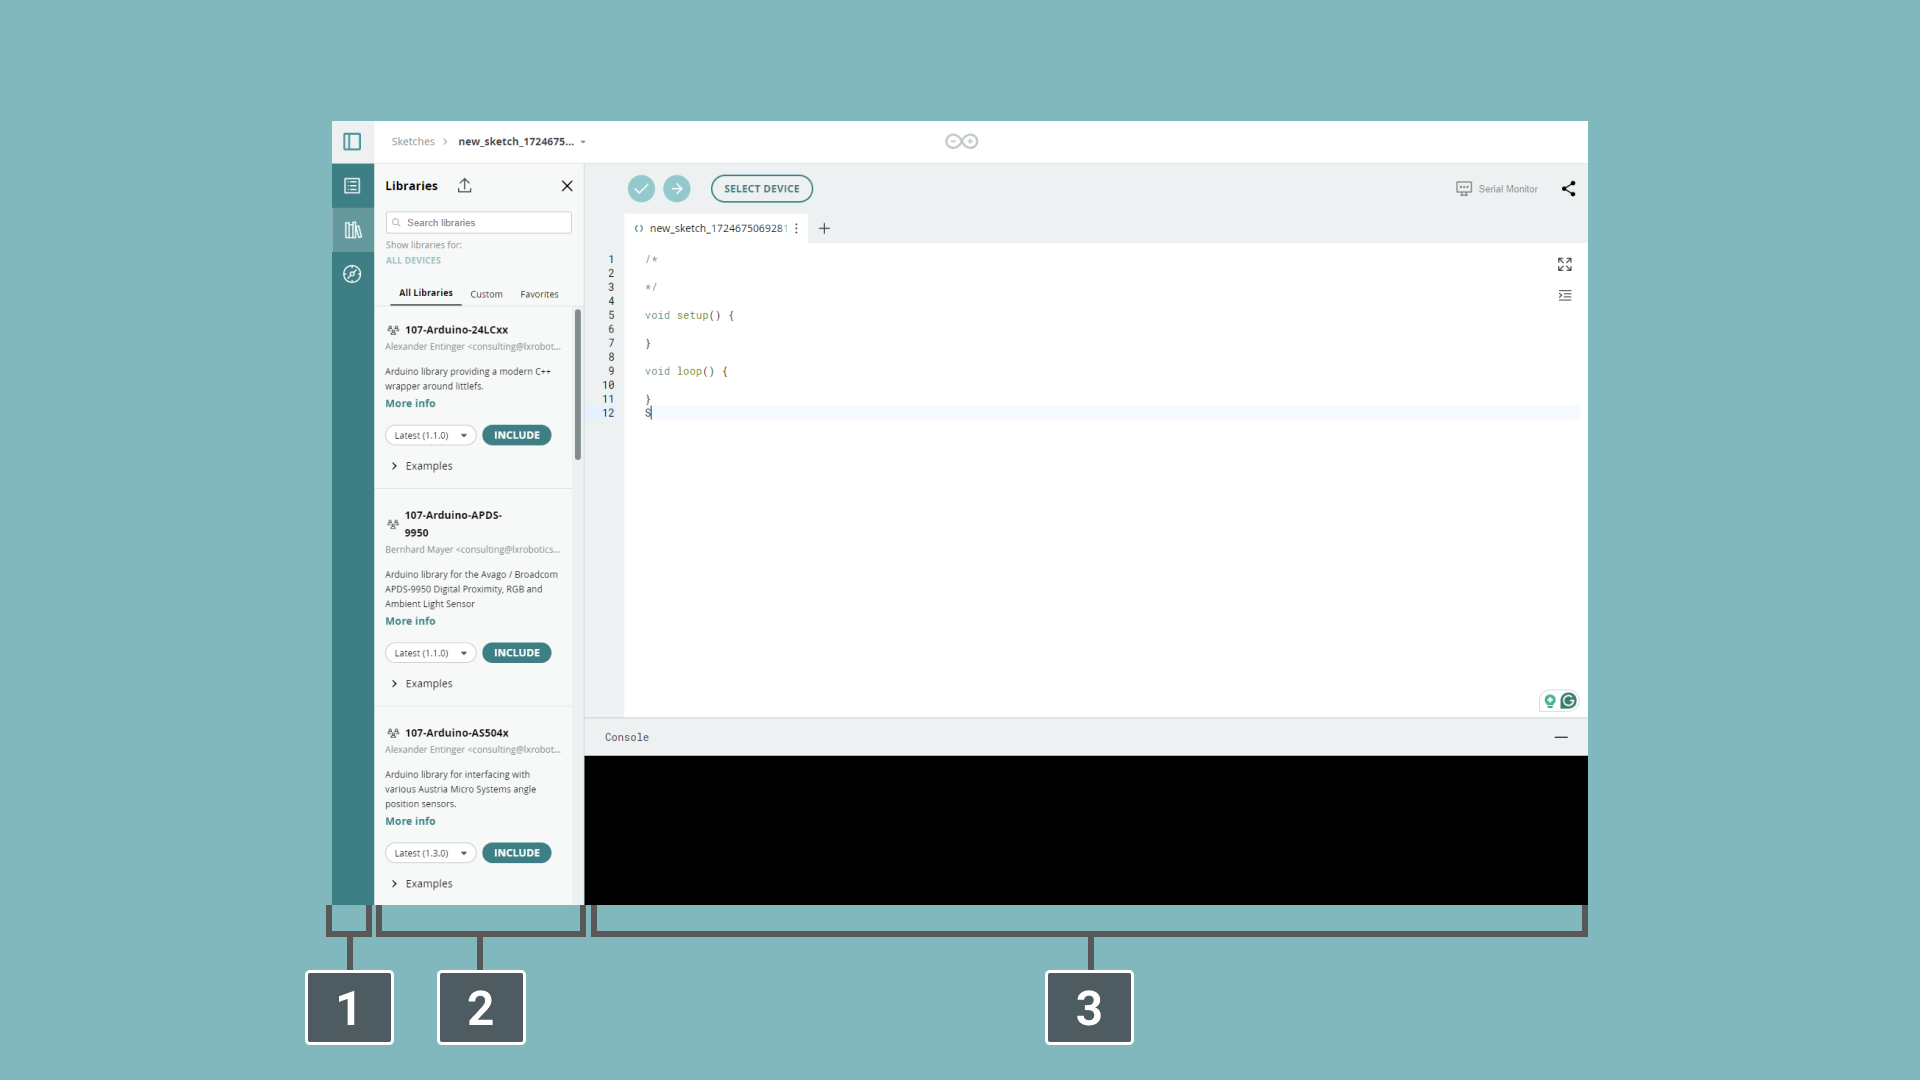 Sketches > new_sketch_1724675...
Libraries
Search libraries
Show libraries for:
ALL DEVICES
All Libraries Custom Favorites
107-Arduino-24LCxx
Alexander Entinger <consulting@lxrobot...
Arduino library providing a modern C++
wrapper around littlefs.
More info
Latest (1.1.0) INCLUDE
Examples
107-Arduino-APDS-
9950
Bernhard Mayer <consulting@lxrobotics...
Arduino library for the Avago / Broadcom
APDS-9950 Digital Proximity, RGB and
Ambient Light Sensor
More info
Latest (1.1.0) INCLUDE
Examples
107-Arduino-AS504x
Alexander Entinger <consulting@lxrobot...
Arduino library for interfacing with
various Austria Micro Systems angle
position sensors.
More info
Latest (1.3.0) INCLUDE
Examples
SELECT DEVICE
Serial Monitor
new_sketch_1724675069281
1 /*
2
3 */
4
5 void setup() {
6
7 }
8
9 void loop() {
10
11 }
12 S
Console
1
2
3